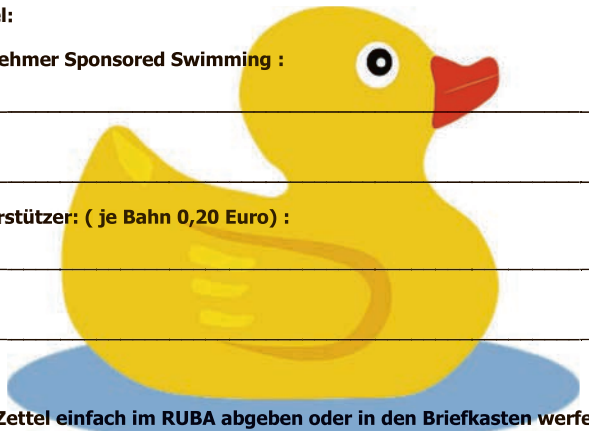 el:
ehmer Sponsored Swimming :
rstützer: ( je Bahn 0,20 Euro) :
Zettel einfach im RUBA abgeben oder in den Briefkasten werfe